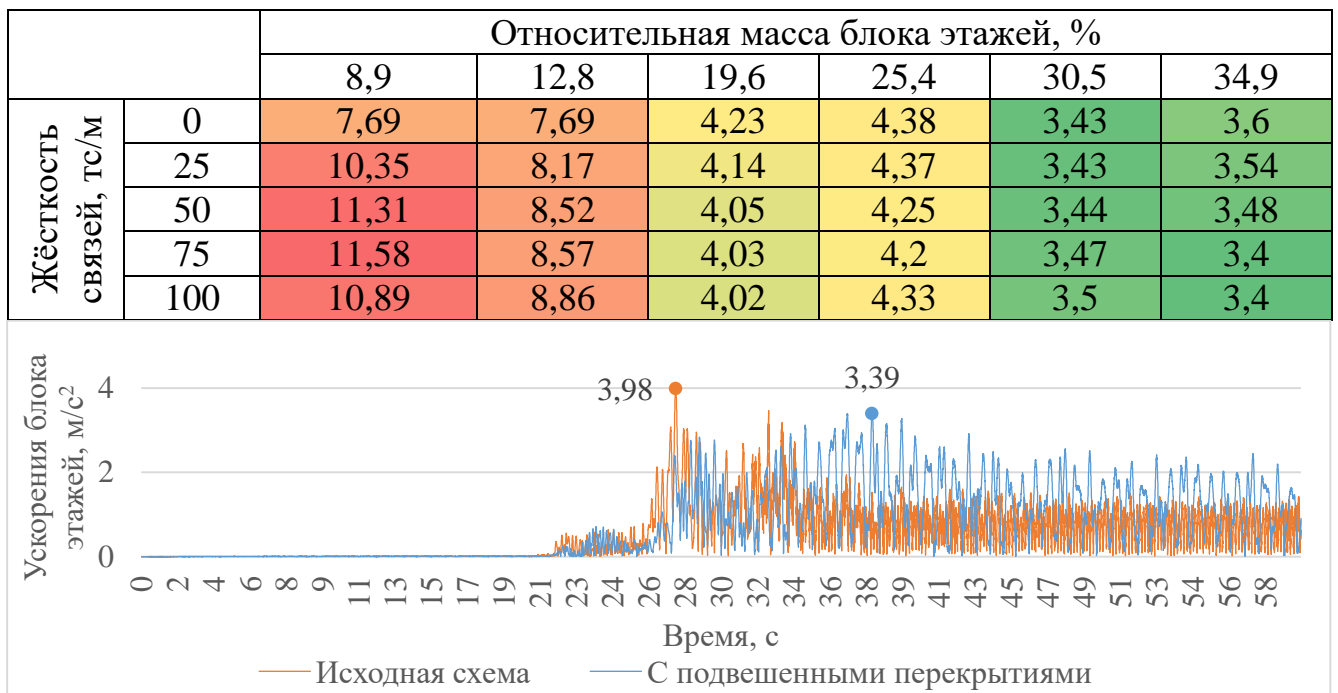 Относительная масса блока этажей, %
8,9 12,8 19,6 25,4 30,5 34,9
Жёсткость
связей, тс/м
0 7,69 7,69 4,23 4,38 3,43 3,6
25 10,35 8,17 4,14 4,37 3,43 3,54
50 11,31 8,52 4,05 4,25 3,44 3,48
75 11,58 8,57 4,03 4,2 3,47 3,4
100 10,89 8,86 4,02 4,33 3,5 3,4
Ускорения блока
этажей, м/с²
4
2
0
3,98
3,39
0 2 4 6 8 9 11 13 15 17 19 21 23 24 26 28 30 32 34 36 38 39 41 43 45 47 49 51 53 54 56 58
Время, с
Исходная схема
С подвешенными перекрытиями